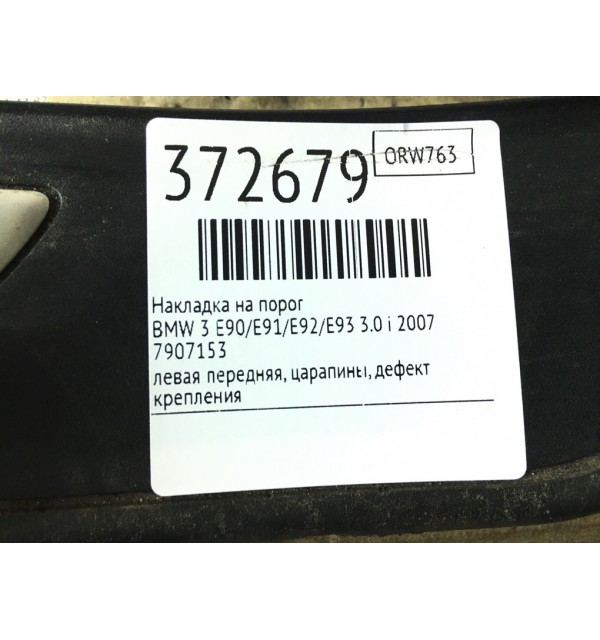 372679
ORW763
Накладка на порог
BMW 3 E90/E91/E92/E93 3.0 i 2007
7907153
левая передняя, царапины, дефект
крепления